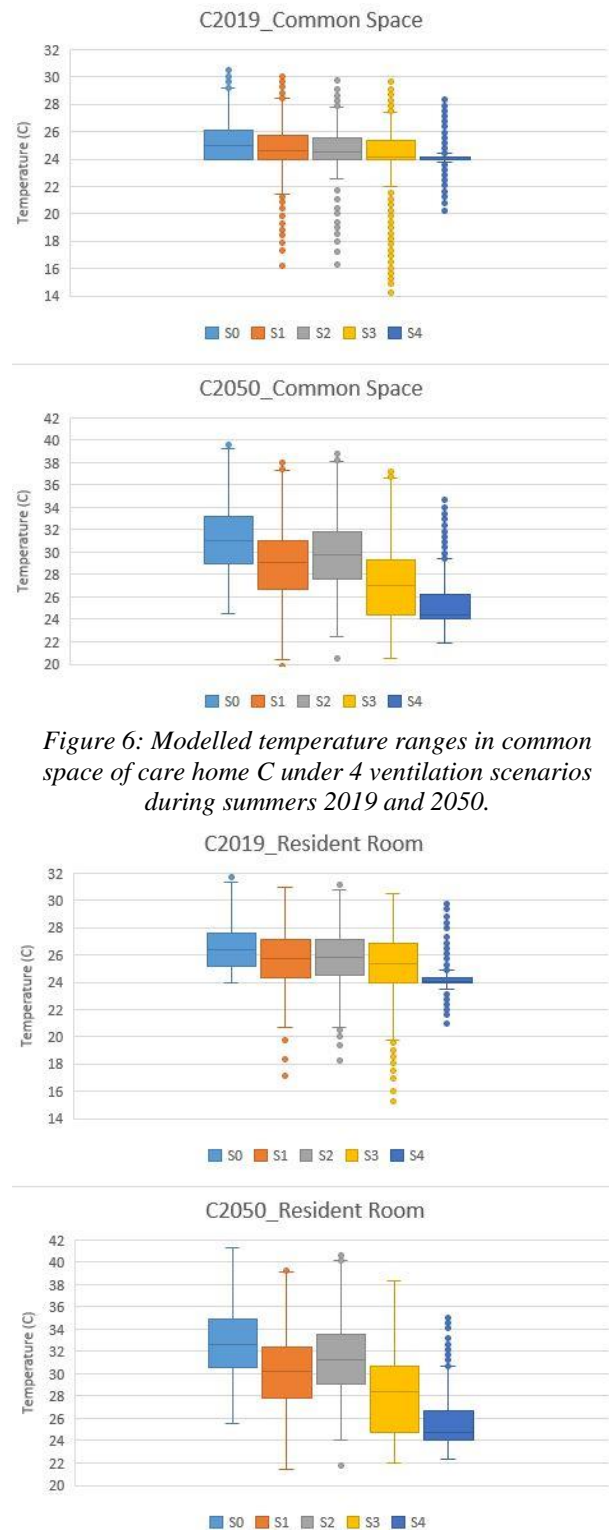 C2019_Common Space
32
30
28
26
24
22
20
18
16
14
Temperature (C)
S0 S1 S2 S3 S4
C2050_Common Space
42
40
38
36
34
32
30
28
26
24
22
20
Temperature (C)
S0 S1 S2 S3 S4
Figure 6: Modelled temperature ranges in common
space of care home C under 4 ventilation scenarios
during summers 2019 and 2050.
C2019_Resident Room
32
30
28
26
24
22
20
18
16
14
Temperature (C)
S0 S1 S2 S3 S4
C2050_Resident Room
42
40
38
36
34
32
30
28
26
24
22
20
Temperature (C)
S0 S1 S2 S3 S4